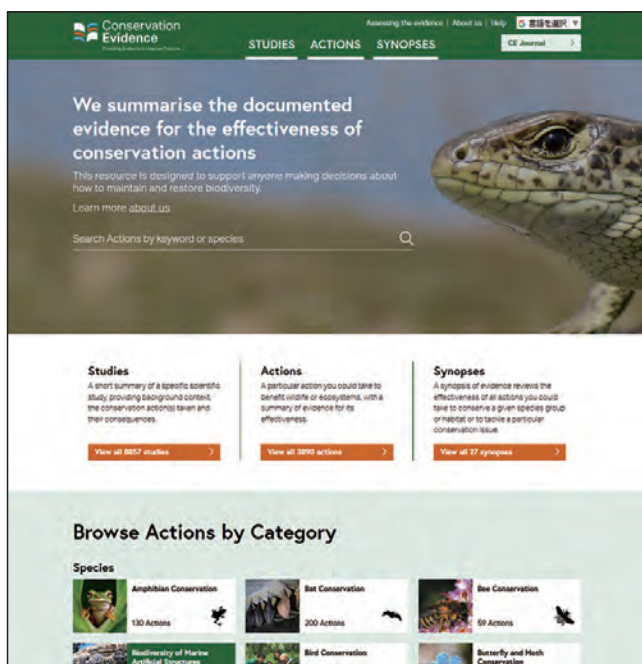 Conservation
Evidence
Providing Evidence to Improve Practice
Assessing the evidence | About us | Help
言語を選択 ▼
STUDIES ACTIONS SYNOPSES
CE Journal
We summarise the documented
evidence for the effectiveness of
conservation actions
This resource is designed to support anyone making decisions about
how to maintain and restore biodiversity.
Learn more about us
Search Actions by keyword or species
Studies
A short summary of a specific scientific
study, providing background context,
the conservation action(s) taken and
their consequences.
View all 8857 studies
Actions
A particular action you could take to
benefit wildlife or ecosystems, with a
summary of evidence for its
effectiveness.
View all 3890 actions
Synopses
A synopsis of evidence reviews the
effectiveness of all actions you could
take to conserve a given species group
or habitat or to tackle a particular
conservation issue.
View all 27 synopses
Browse Actions by Category
Species
Amphibian Conservation
130 Actions
Bat Conservation
200 Actions
Bee Conservation
59 Actions
Biodiversity of Marine
Artificial Structures
Bird Conservation
Butterfly and Moth
Conservation